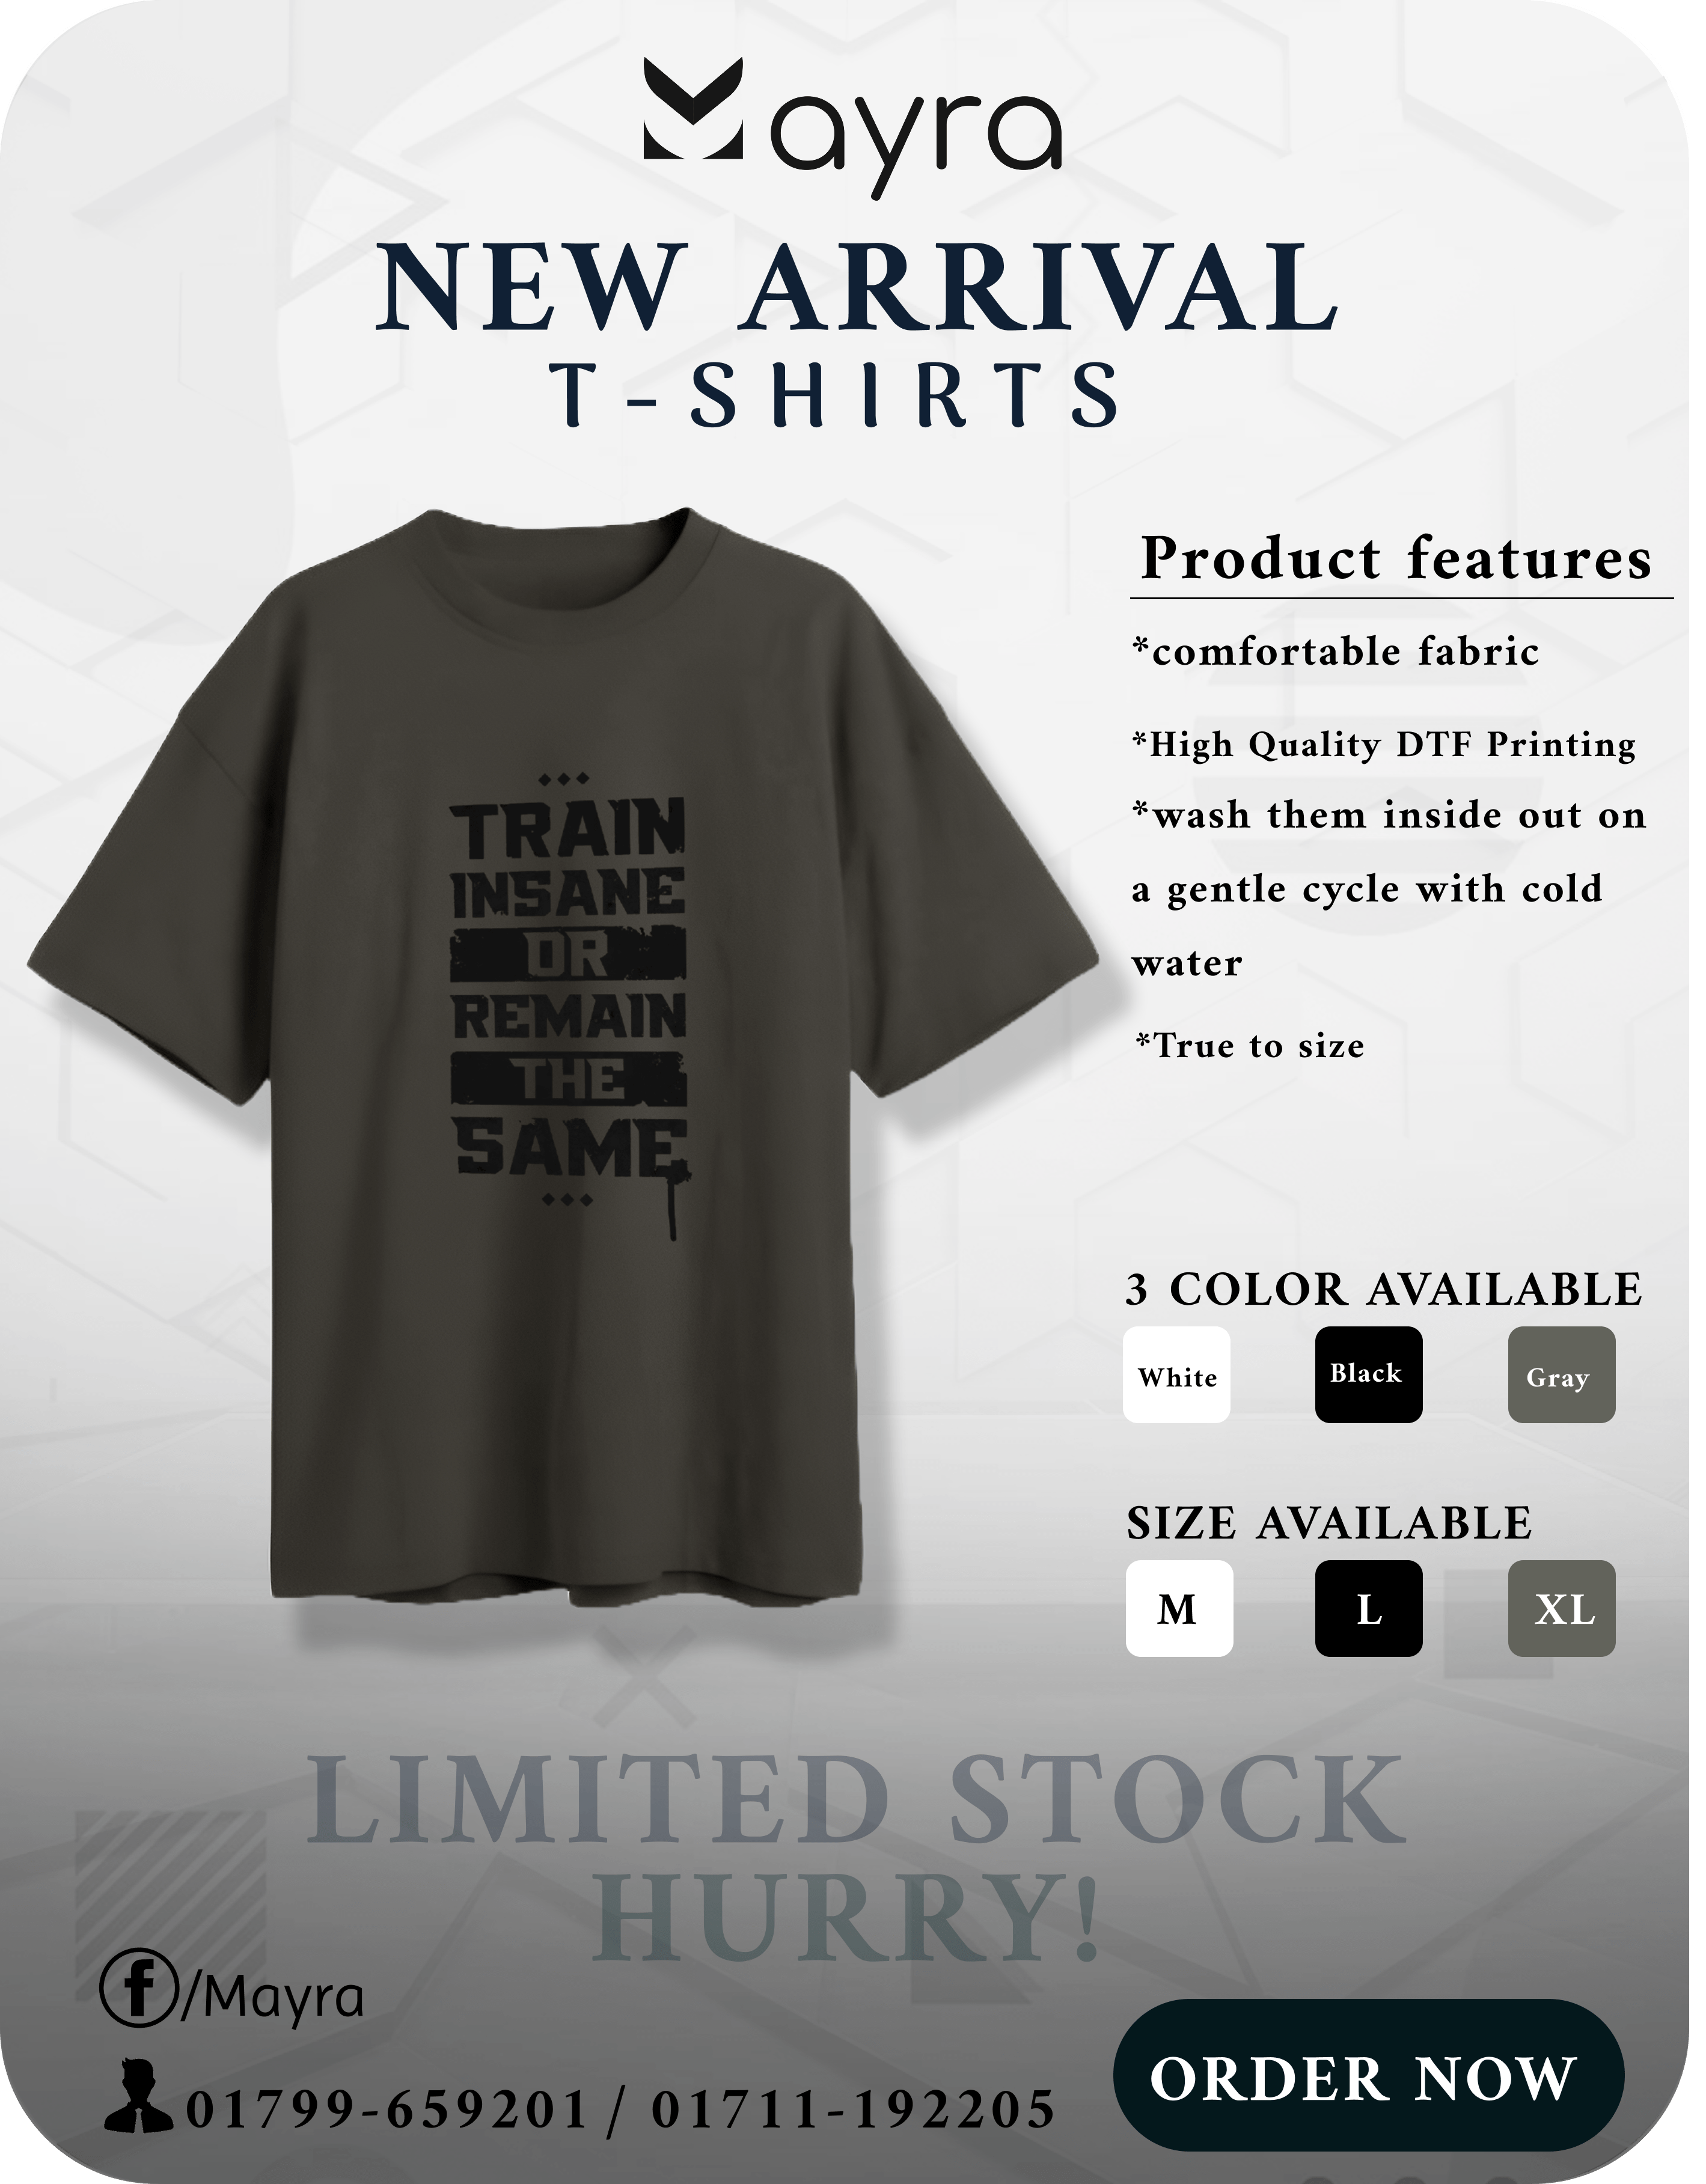 Mayra
NEW ARRIVAL
T-SHIRTS
TRAIN
INSANE
OR
REMAIN
THE
SAME
Product features
*comfortable fabric
*High Quality DTF Printing
*wash them inside out on
a gentle cycle with cold
water
*True to size
3 COLOR AVAILABLE
White Black Gray
SIZE AVAILABLE
M L XL
LIMITED STOCK
HURRY!
f/Mayra
01799-659201 / 01711-192205
ORDER NOW